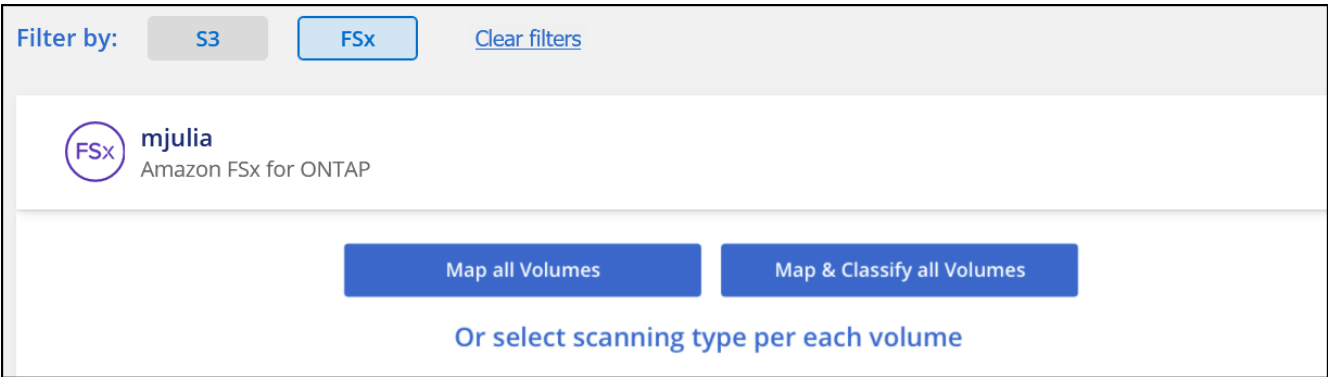 Filter by: S3 FSx Clear filters
FSx
mjulia
Amazon FSx for ONTAP
Map all Volumes Map & Classify all Volumes
Or select scanning type per each volume